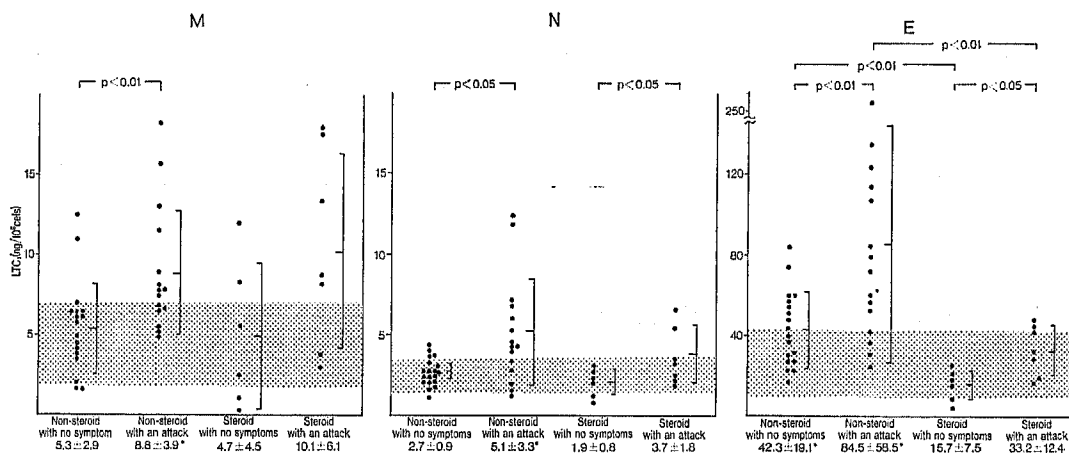 M
N
E
p<0.01
p<0.01
p<0.01
p<0.05
p<0.05
p<0.01
p<0.05
LTC4(ng/10⁶cells)
15
10
5
15
10
5
250
120
80
40
Non-steroid
with no symptom
5.3±2.9
Non-steroid
with an attack
8.8±3.9*
Steroid
with no symptoms
4.7±4.5
Steroid
with an attack
10.1±6.1
Non-steroid
with no symptoms
2.7±0.9
Non-steroid
with an attack
5.1±3.3*
Steroid
with no symptoms
1.9±0.8
Steroid
with an attack
3.7±1.8
Non-steroid
with no symptoms
42.3±19.1*
Non-steroid
with an attack
84.5±58.5*
Steroid
with no symptoms
15.7±7.5
Steroid
with an attack
33.2±12.4